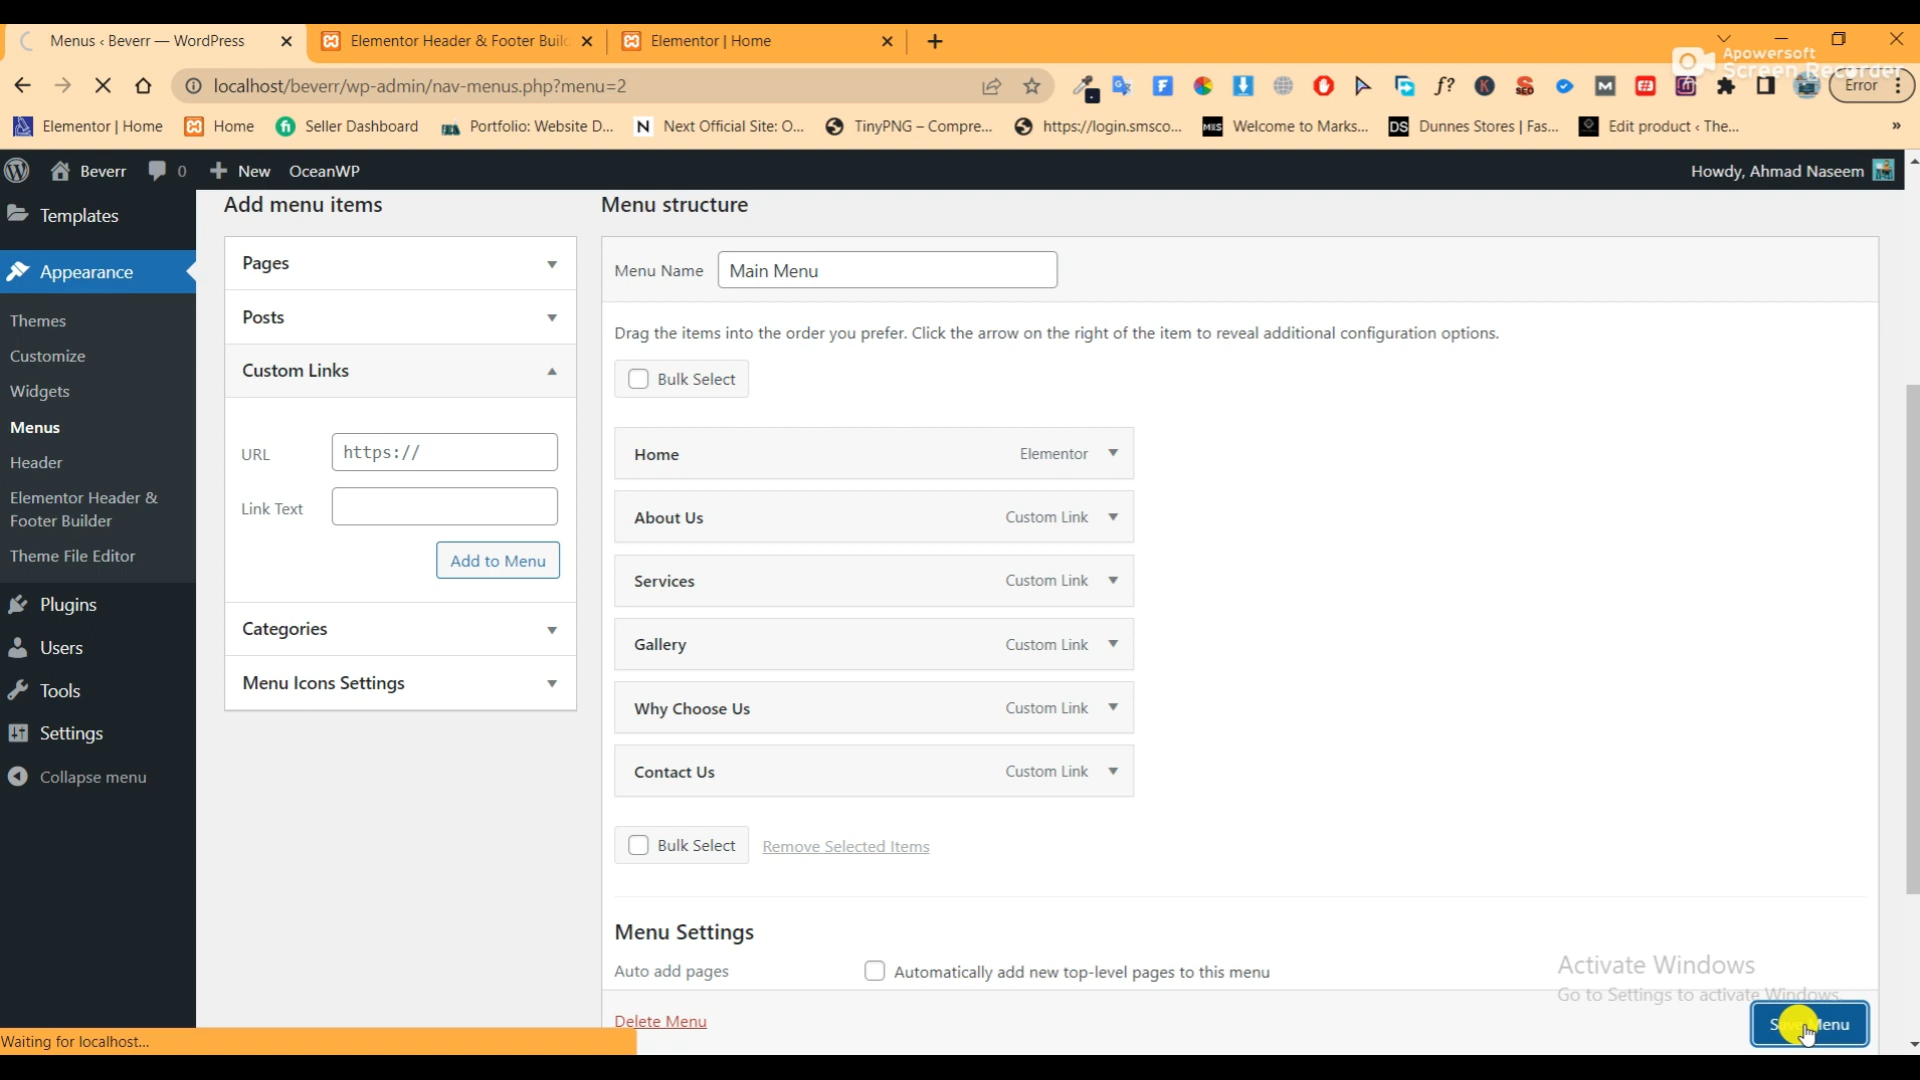 Menus ‹ Beverr — WordPress
Elementor Header & Footer Buil
Elementor | Home
Apowersoft
Screen Recorder
localhost/beverr/wp-admin/nav-menus.php?menu=2
Error
Elementor | Home
Home
Seller Dashboard
Portfolio: Website D...
Next Official Site: O...
TinyPNG – Compre...
https://login.smsco...
Welcome to Marks...
Dunnes Stores | Fas...
Edit product ‹ The...
»
Beverr
0
New
OceanWP
Howdy, Ahmad Naseem
Templates
Appearance
Themes
Customize
Widgets
Menus
Header
Elementor Header &
Footer Builder
Theme File Editor
Plugins
Users
Tools
Settings
Collapse menu
Add menu items
Pages
Posts
Custom Links
URL
https://
Link Text
Add to Menu
Categories
Menu Icons Settings
Menu structure
Menu Name
Main Menu
Drag the items into the order you prefer. Click the arrow on the right of the item to reveal additional configuration options.
Bulk Select
Home
Elementor
About Us
Custom Link
Services
Custom Link
Gallery
Custom Link
Why Choose Us
Custom Link
Contact Us
Custom Link
Bulk Select
Remove Selected Items
Menu Settings
Auto add pages
Automatically add new top-level pages to this menu
Activate Windows
Go to Settings to activate Windows.
Delete Menu
Save Menu
Waiting for localhost...